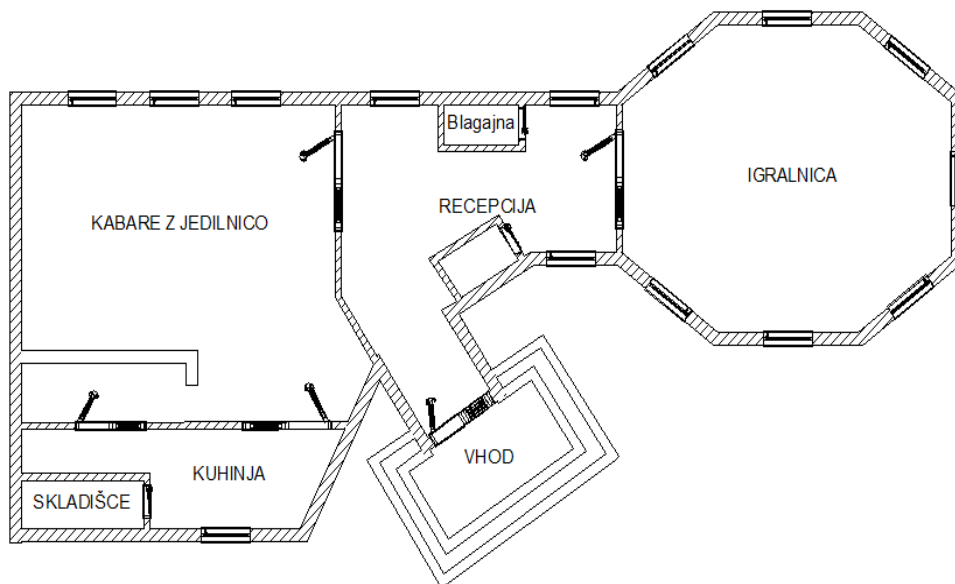 Blagajna
IGRALNICA
RECEPCIJA
KABARE Z JEDILNICO
VHOD
KUHINJA
SKLADIŠCE